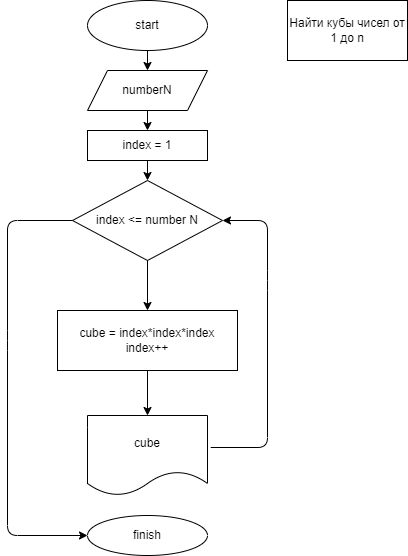 start
Найти кубы чисел от
1 до n
numberN
index = 1
index <= number N
cube = index*index*index
index++
cube
finish